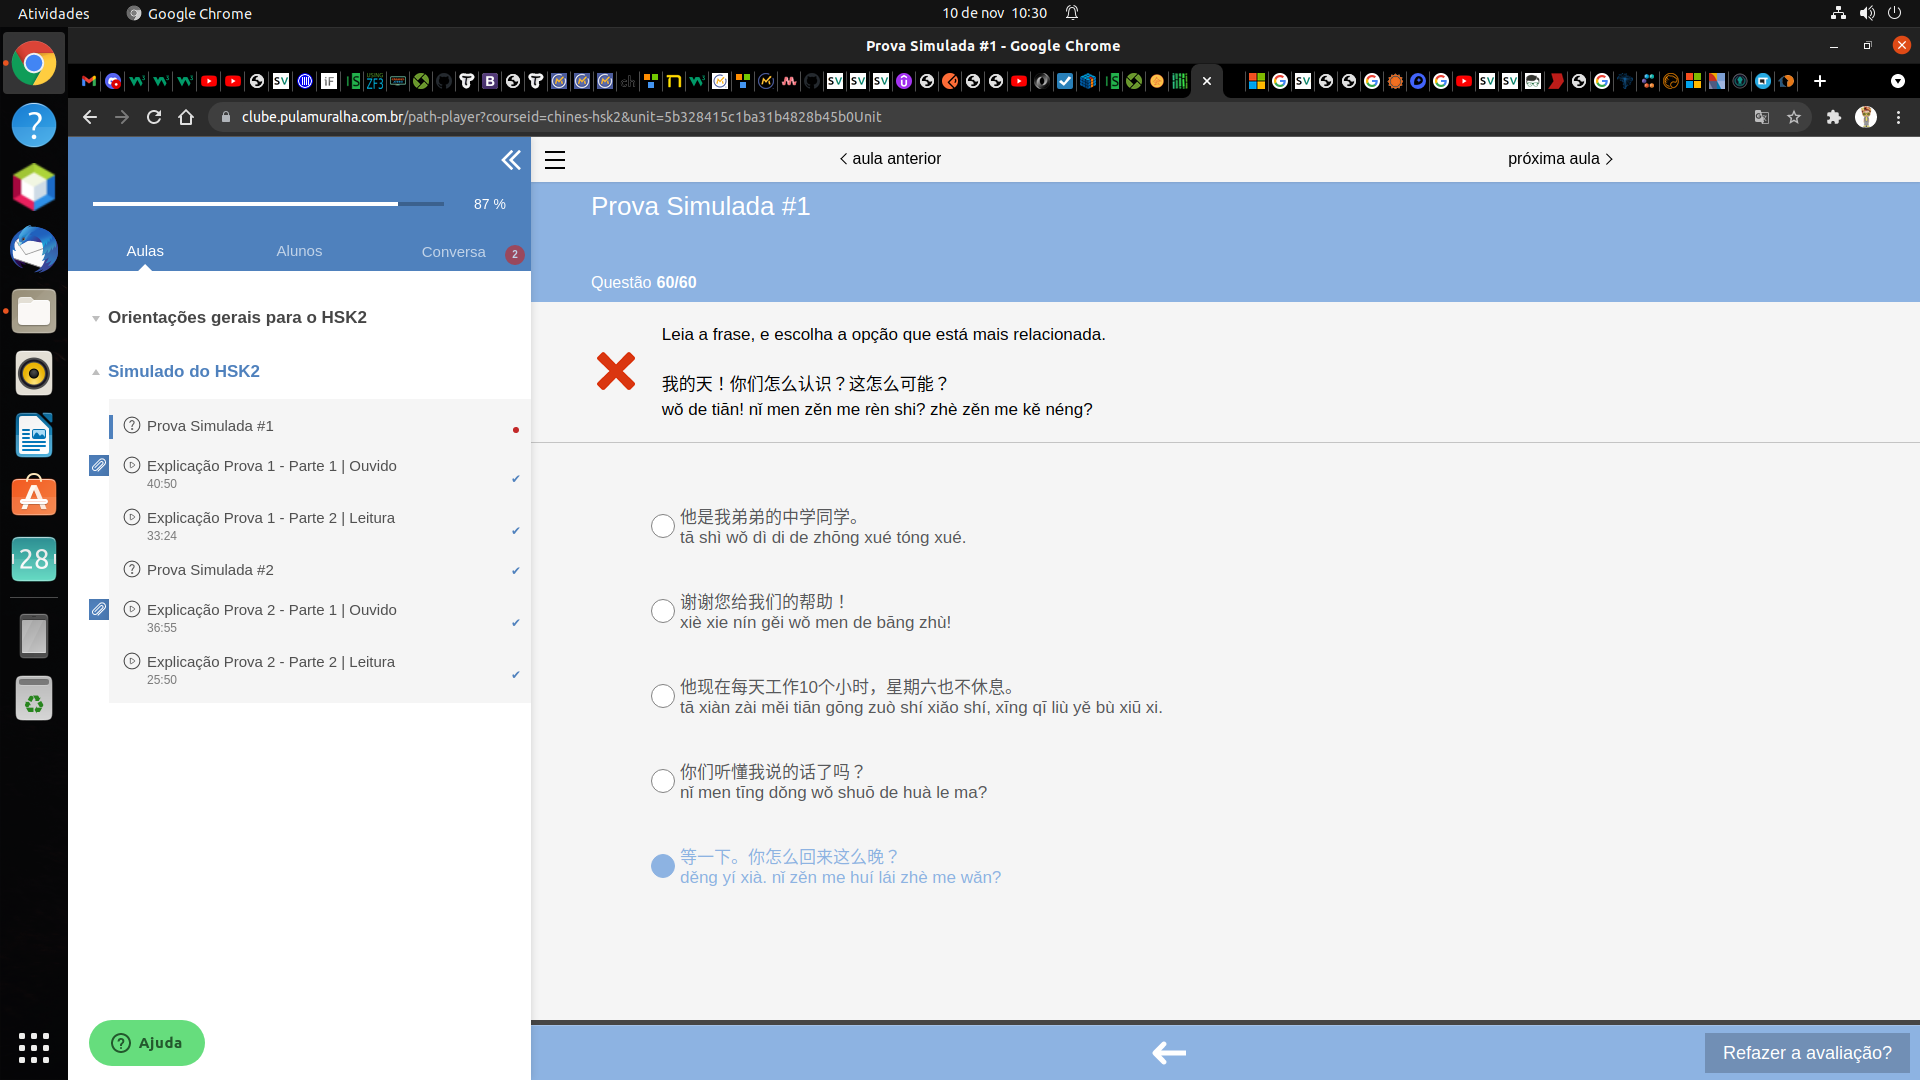 Atividades
Google Chrome
10 de nov 10:30
Prova Simulada #1 - Google Chrome
clube.pulamuralha.com.br/path-player?courseid=chines-hsk2&unit=5b328415c1ba31b4828b45b0Unit
87 %
Aulas
Alunos
Conversa
2
Orientações gerais para o HSK2
Simulado do HSK2
Prova Simulada #1
Explicação Prova 1 - Parte 1 | Ouvido
40:50
Explicação Prova 1 - Parte 2 | Leitura
33:24
Prova Simulada #2
Explicação Prova 2 - Parte 1 | Ouvido
36:55
Explicação Prova 2 - Parte 2 | Leitura
25:50
28
Ajuda
aula anterior
próxima aula
Prova Simulada #1
Questão 60/60
Leia a frase, e escolha a opção que está mais relacionada.
我的天！你们怎么认识？这怎么可能？
wǒ de tiān! nǐ men zěn me rèn shi? zhè zěn me kě néng?
他是我弟弟的中学同学。
tā shì wǒ dì di de zhōng xué tóng xué.
谢谢您给我们的帮助！
xiè xie nín gěi wǒ men de bāng zhù!
他现在每天工作10个小时，星期六也不休息。
tā xiàn zài měi tiān gōng zuò shí xiǎo shí, xīng qī liù yě bù xiū xi.
你们听懂我说的话了吗？
nǐ men tīng dǒng wǒ shuō de huà le ma?
等一下。你怎么回来这么晚？
děng yí xià. nǐ zěn me huí lái zhè me wǎn?
Refazer a avaliação?